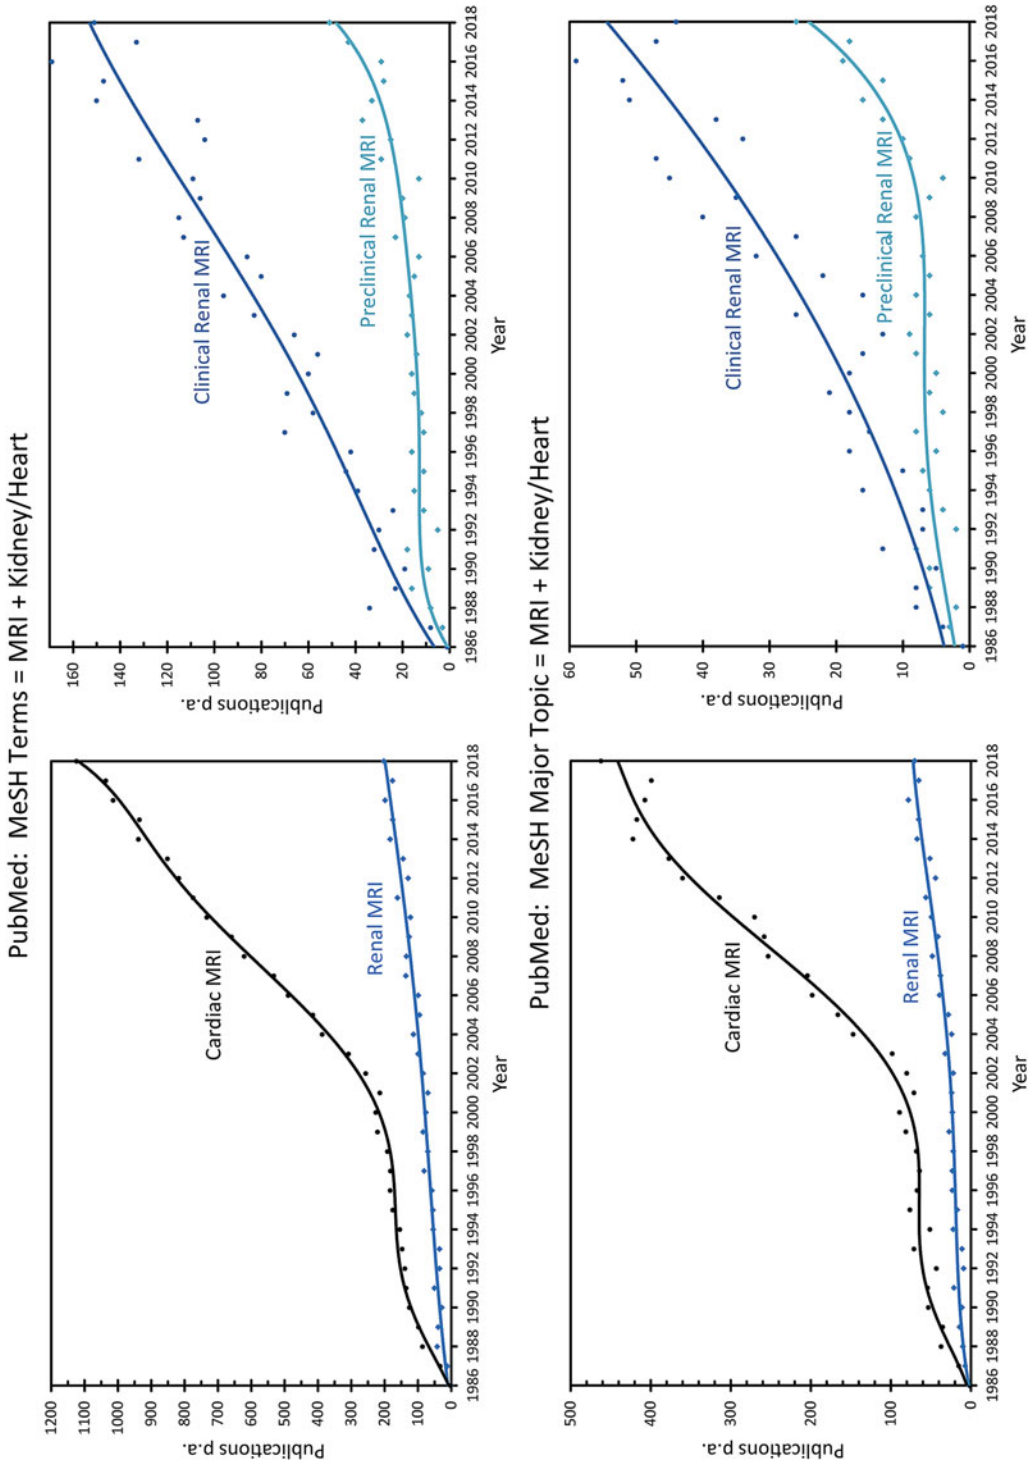 PubMed: MeSH Terms = MRI + Kidney/Heart
Publications p.a.
1200
1100
1000
900
800
700
600
500
400
300
200
100
0
Cardiac MRI
Renal MRI
1986 1988 1990 1992 1994 1996 1998 2000 2002 2004 2006 2008 2010 2012 2014 2016 2018
Year
Publications p.a.
160
140
120
100
80
60
40
20
0
Clinical Renal MRI
Preclinical Renal MRI
1986 1988 1990 1992 1994 1996 1998 2000 2002 2004 2006 2008 2010 2012 2014 2016 2018
Year
PubMed: MeSH Major Topic = MRI + Kidney/Heart
Publications p.a.
500
400
300
200
100
0
Cardiac MRI
Renal MRI
1986 1988 1990 1992 1994 1996 1998 2000 2002 2004 2006 2008 2010 2012 2014 2016 2018
Year
Publications p.a.
60
50
40
30
20
10
0
Clinical Renal MRI
Preclinical Renal MRI
1986 1988 1990 1992 1994 1996 1998 2000 2002 2004 2006 2008 2010 2012 2014 2016 2018
Year